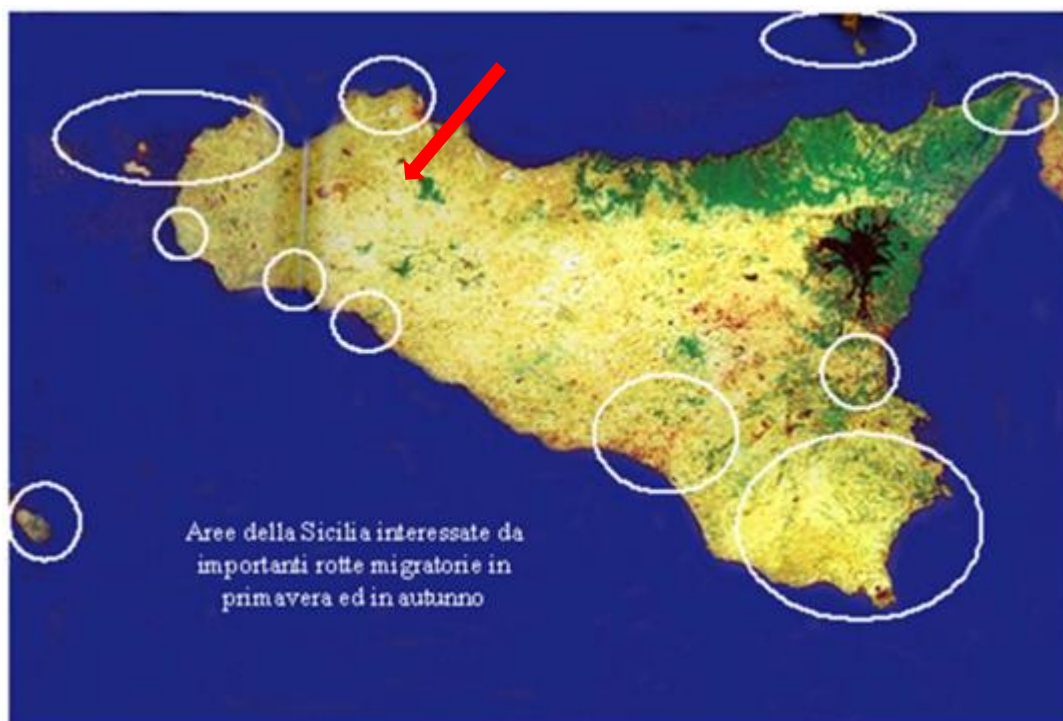 Aree della Sicilia interessate da
importanti rotte migratorie in
primavera ed in autunno